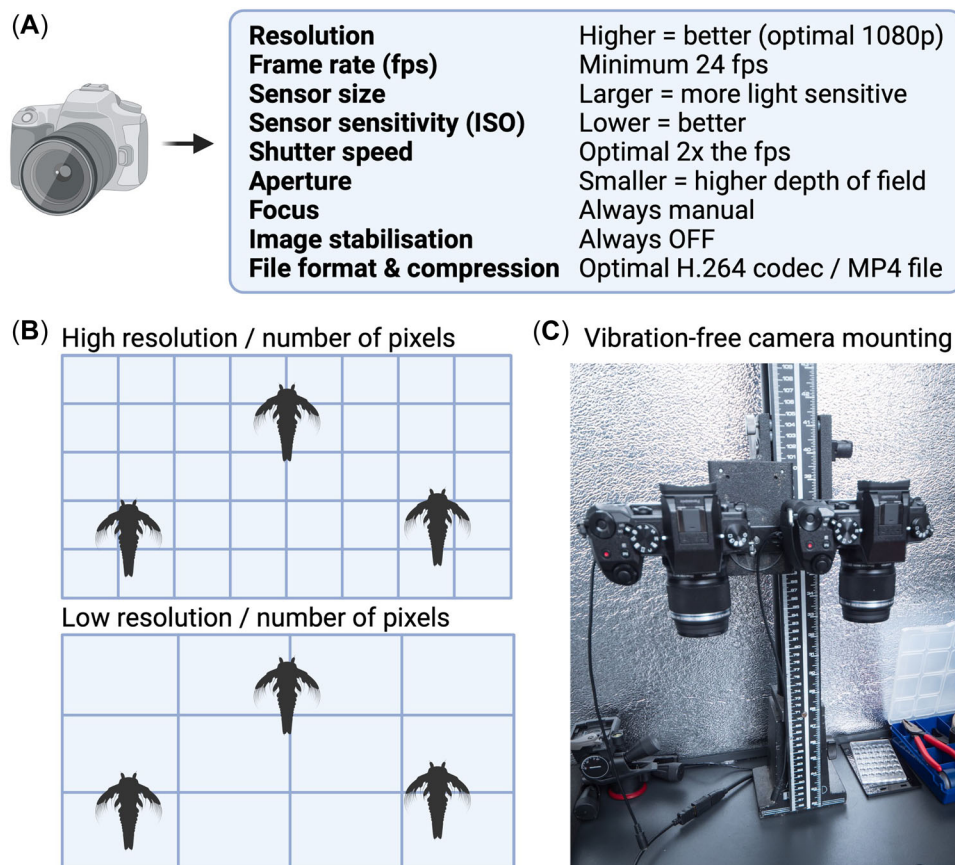 (A)
Resolution Higher = better (optimal 1080p)
Frame rate (fps) Minimum 24 fps
Sensor size Larger = more light sensitive
Sensor sensitivity (ISO) Lower = better
Shutter speed Optimal 2x the fps
Aperture Smaller = higher depth of field
Focus Always manual
Image stabilisation Always OFF
File format & compression Optimal H.264 codec / MP4 file
(B) High resolution / number of pixels
Low resolution / number of pixels
(C) Vibration-free camera mounting